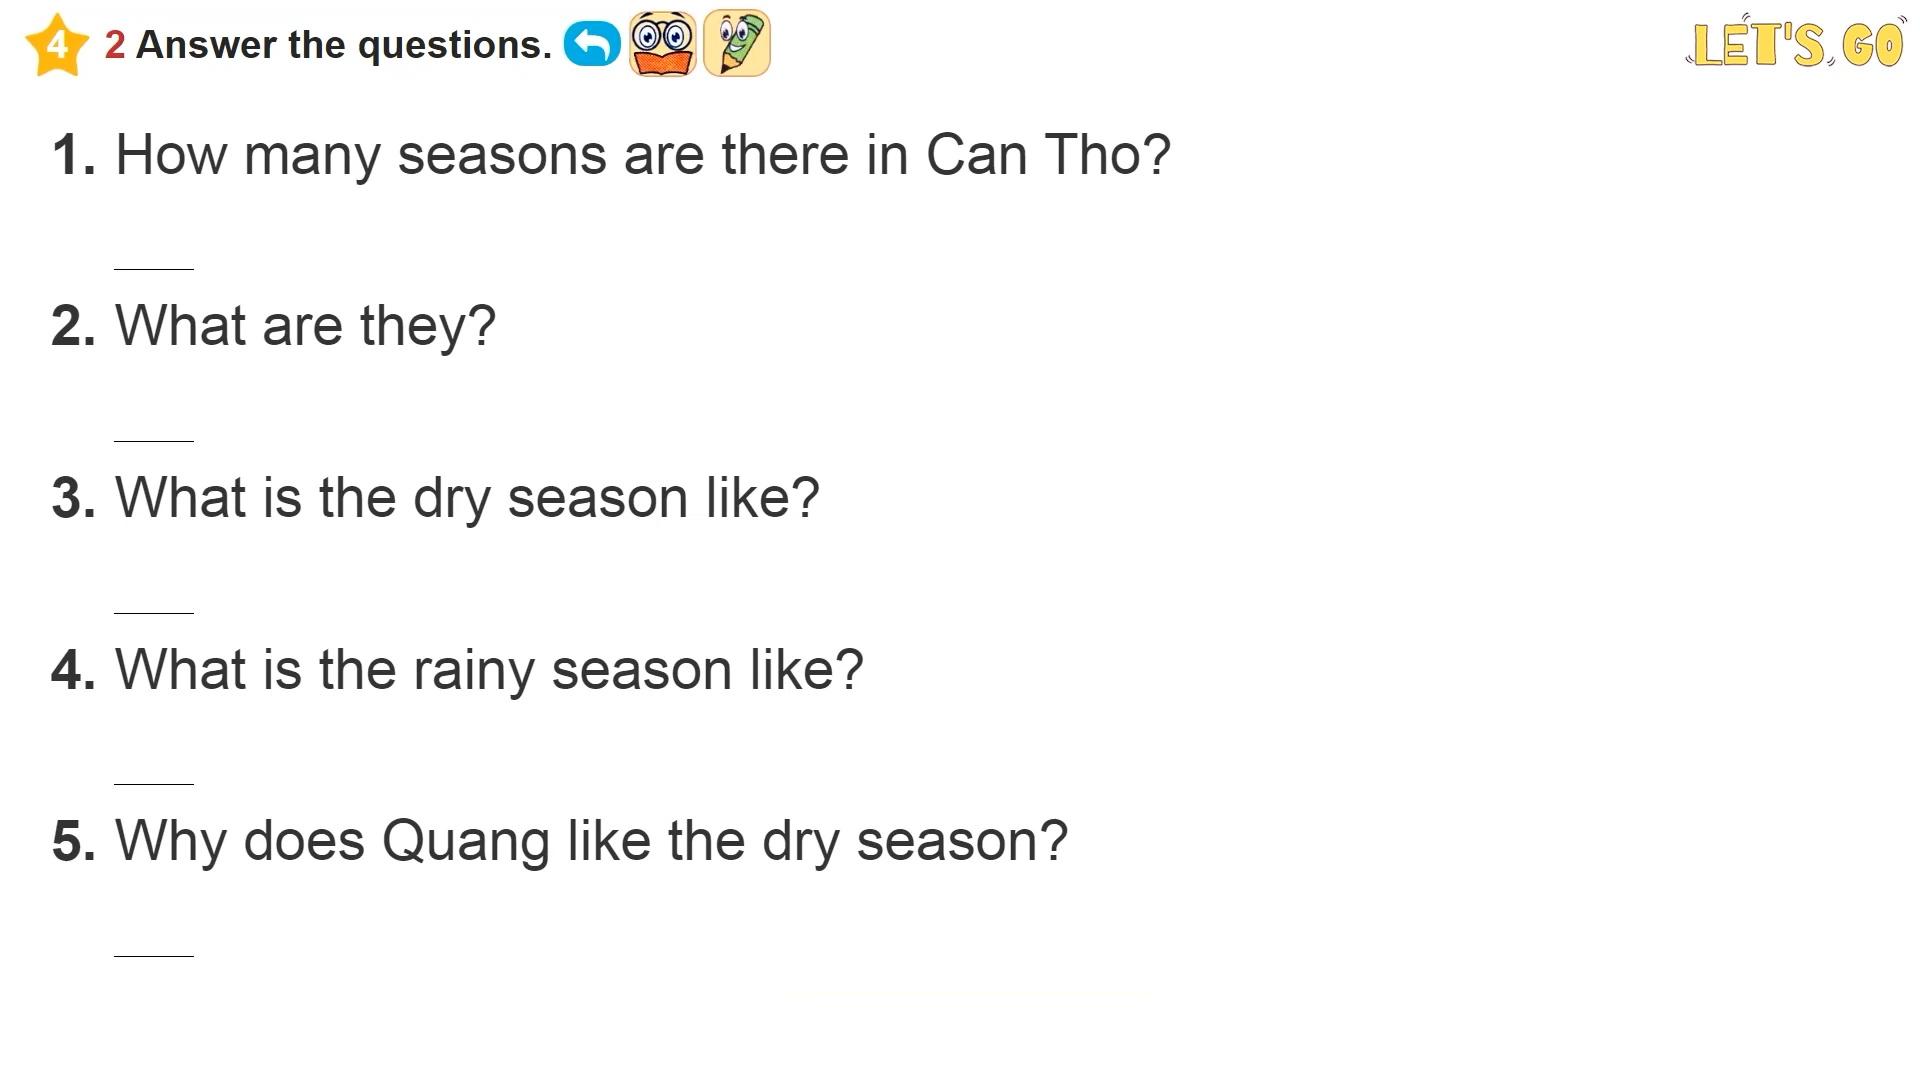 4 2 Answer the questions. LET'S GO
1. How many seasons are there in Can Tho?
2. What are they?
3. What is the dry season like?
4. What is the rainy season like?
5. Why does Quang like the dry season?